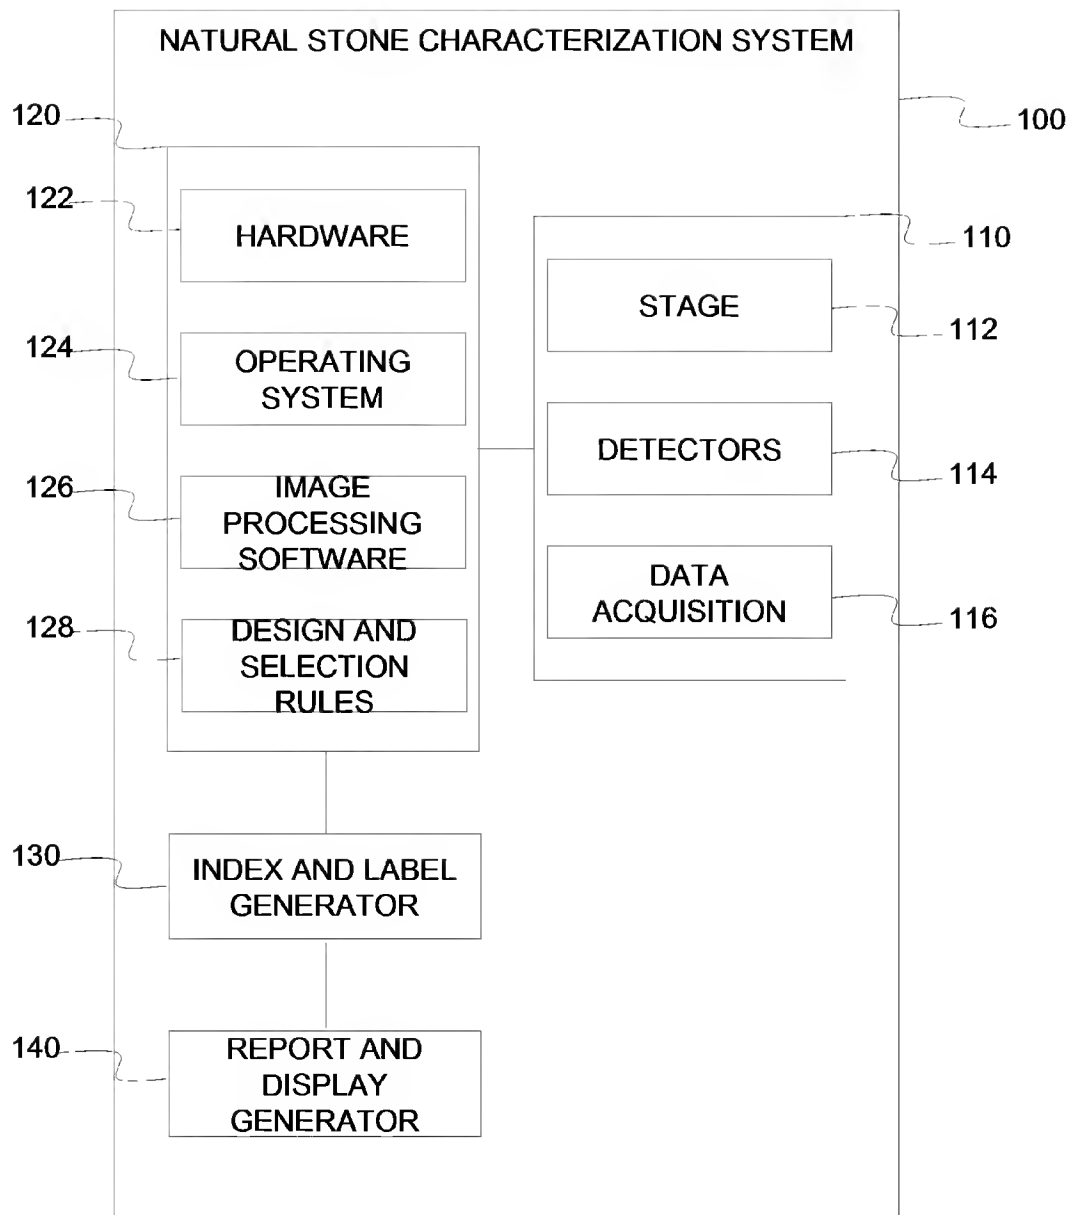 NATURAL STONE CHARACTERIZATION SYSTEM
100
120
122
HARDWARE
110
STAGE
112
124
OPERATING
SYSTEM
DETECTORS
114
126
IMAGE
PROCESSING
SOFTWARE
DATA
ACQUISITION
116
128
DESIGN AND
SELECTION
RULES
130
INDEX AND LABEL
GENERATOR
140
REPORT AND
DISPLAY
GENERATOR